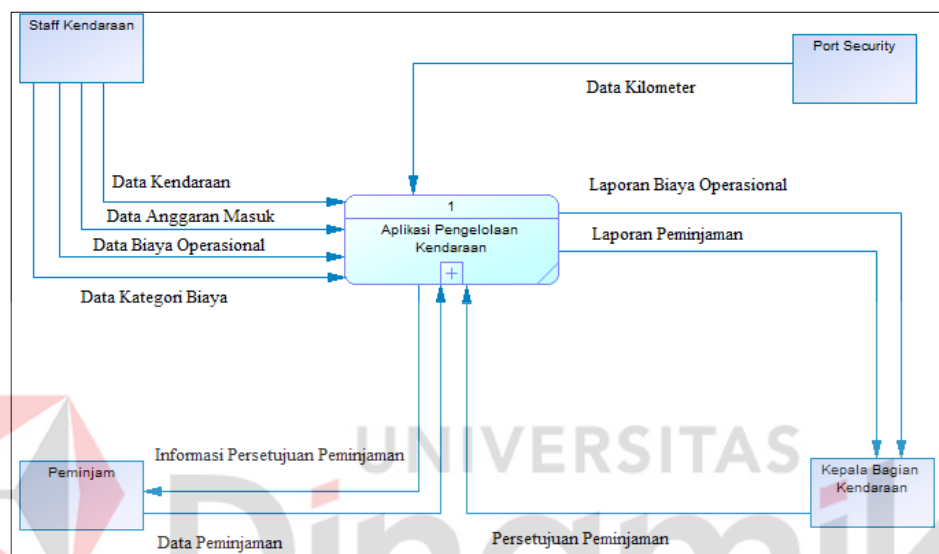 Staff Kendaraan
Port Security
Data Kilometer
Data Kendaraan
Data Anggaran Masuk
Data Biaya Operasional
Data Kategori Biaya
1
Aplikasi Pengelolaan
Kendaraan
Laporan Biaya Operasional
Laporan Peminjaman
UNIVERSITAS
Dinamik
Informasi Persetujuan Peminjaman
Peminjam
Data Peminjaman
Persetujuan Peminjaman
Kepala Bagian
Kendaraan